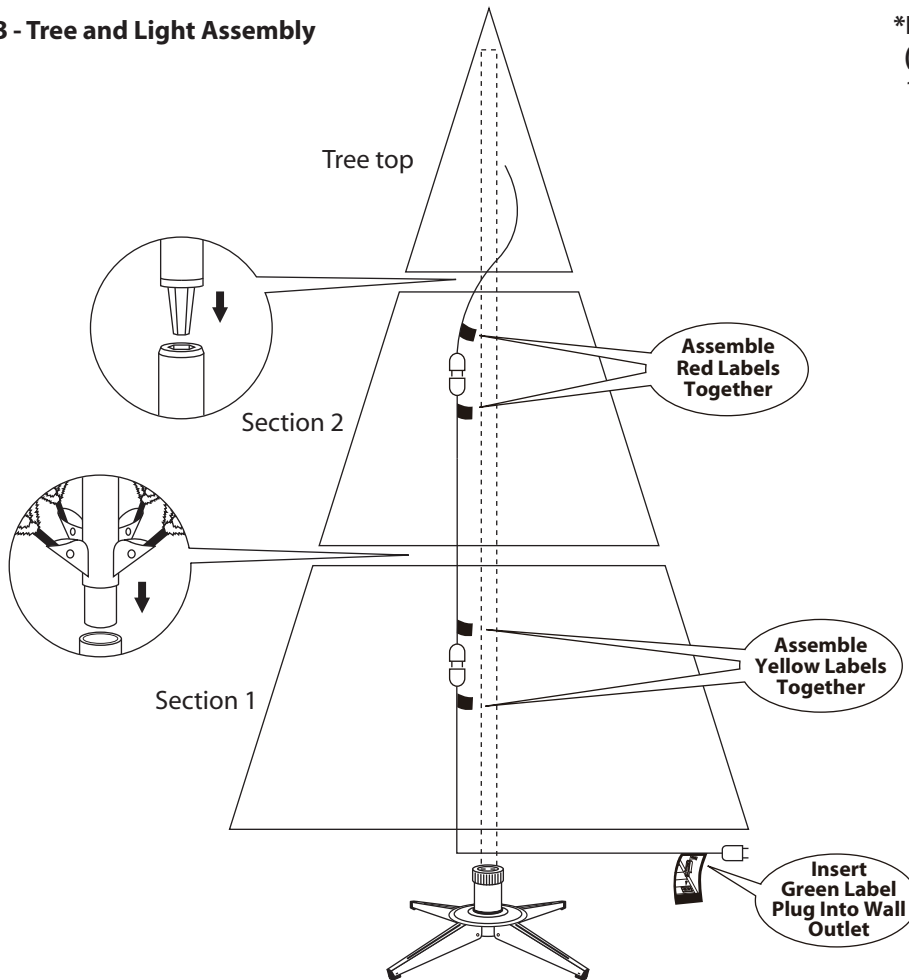 3 - Tree and Light Assembly
Tree top
Assemble
Red Labels
Together
Section 2
Assemble
Yellow Labels
Together
Section 1
Insert
Green Label
Plug Into Wall
Outlet